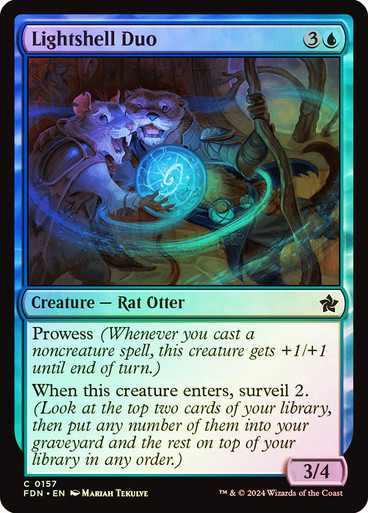 Lightshell Duo 3
Creature — Rat Otter
Prowess (Whenever you cast a
noncreature spell, this creature gets +1/+1
until end of turn.)
When this creature enters, surveil 2.
(Look at the top two cards of your library,
then put any number of them into your
graveyard and the rest on top of your
library in any order.)
3/4
C 0157
FDN • EN Mariah Tekulve
™ & © 2024 Wizards of the Coast